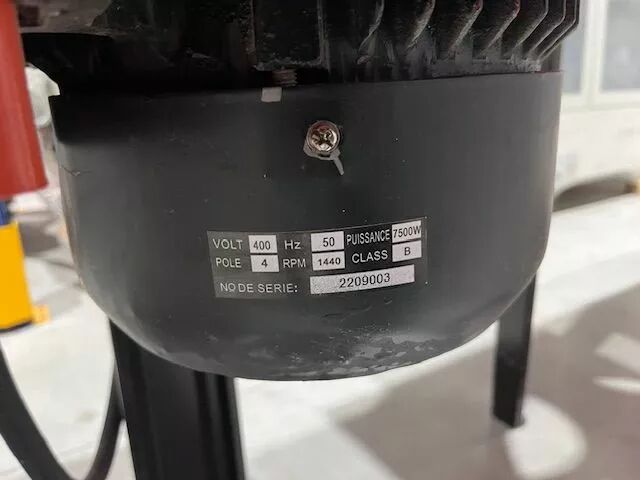 VOLT 400 Hz 50 PUISSANCE 7500W
POLE 4 RPM 1440 CLASS B
NO DE SERIE: 2209003